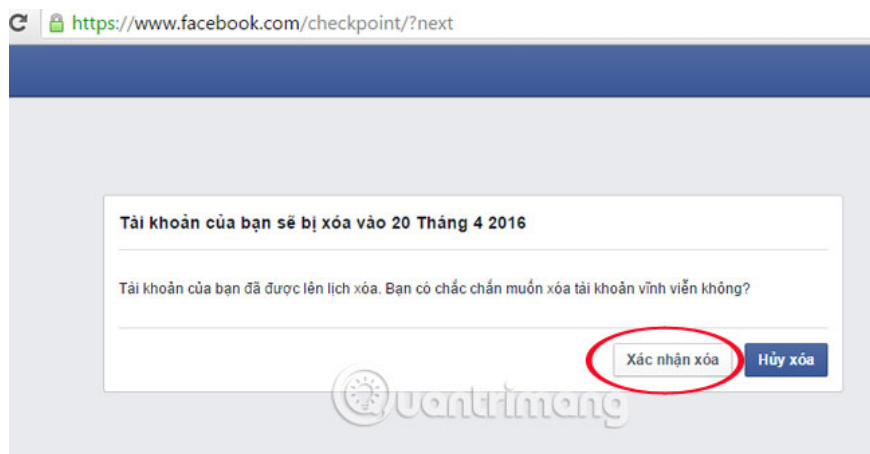 https://www.facebook.com/checkpoint/?next
Tài khoản của bạn sẽ bị xóa vào 20 Tháng 4 2016
Tài khoản của bạn đã được lên lịch xóa. Bạn có chắc chắn muốn xóa tài khoản vĩnh viễn không?
Xác nhận xóa Hủy xóa
Quantrimang